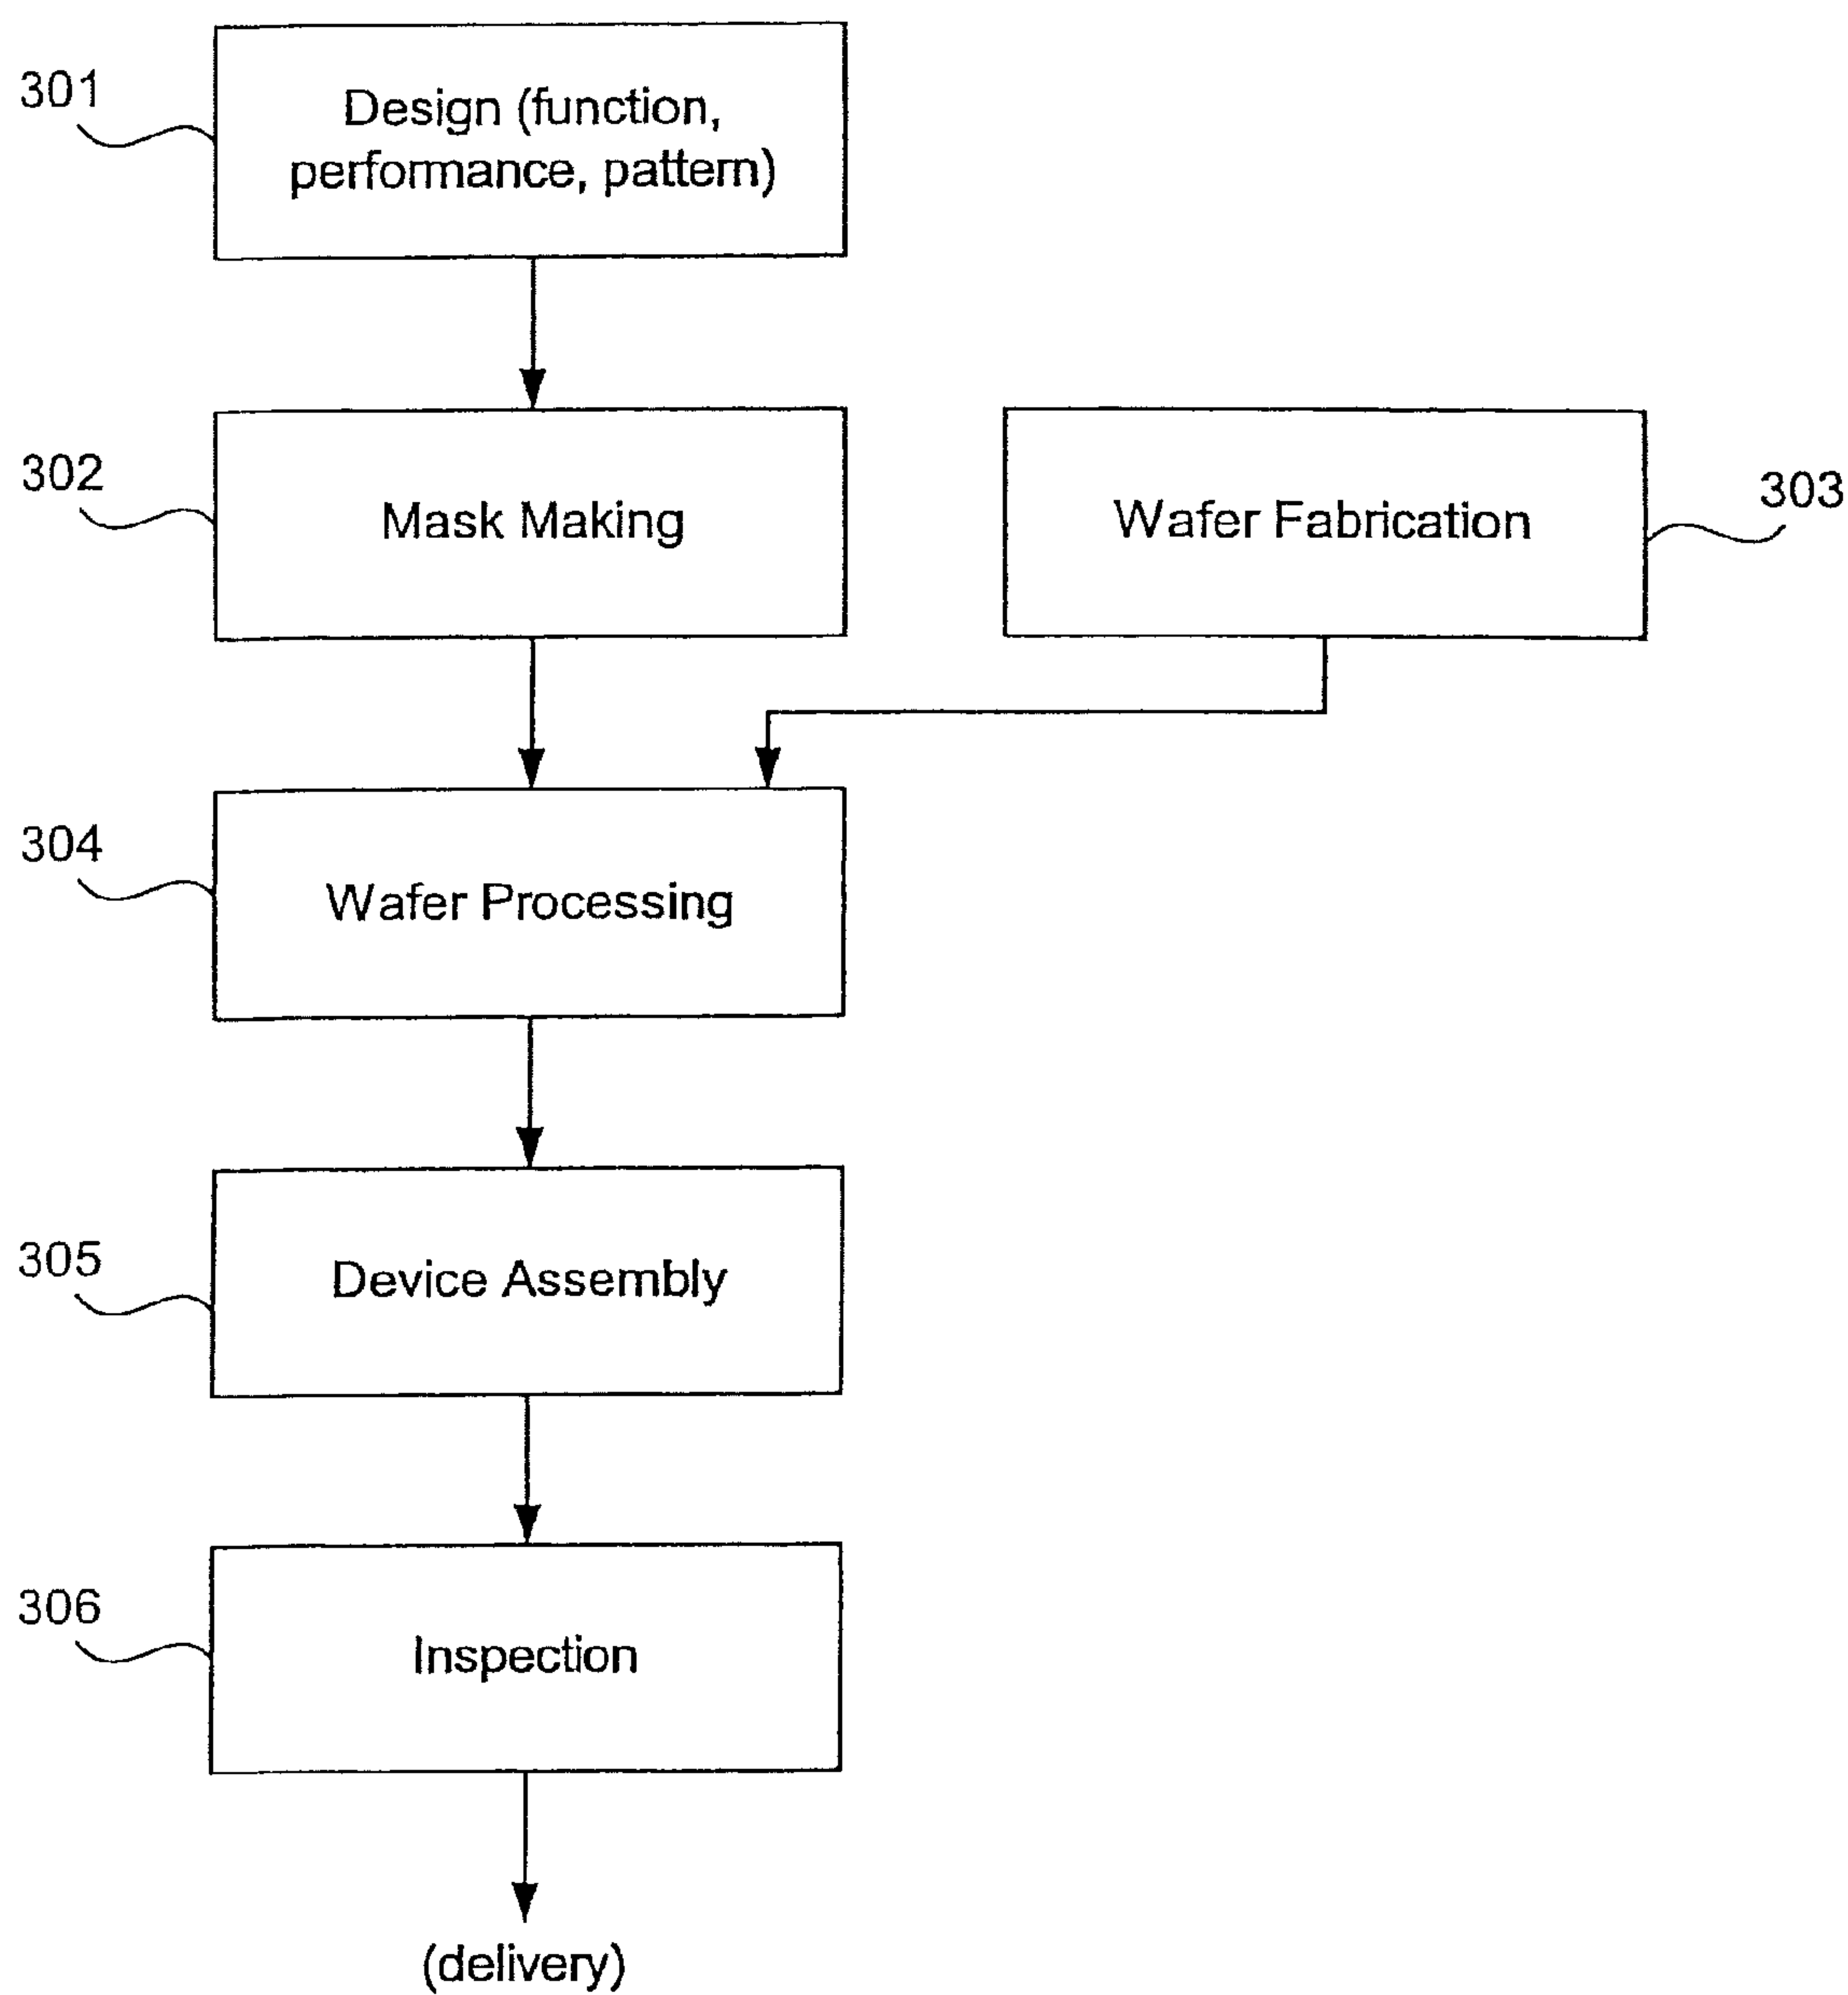 301
Design (function,
performance, pattern)
302
Mask Making
Wafer Fabrication
303
304
Wafer Processing
305
Device Assembly
306
Inspection
(delivery)